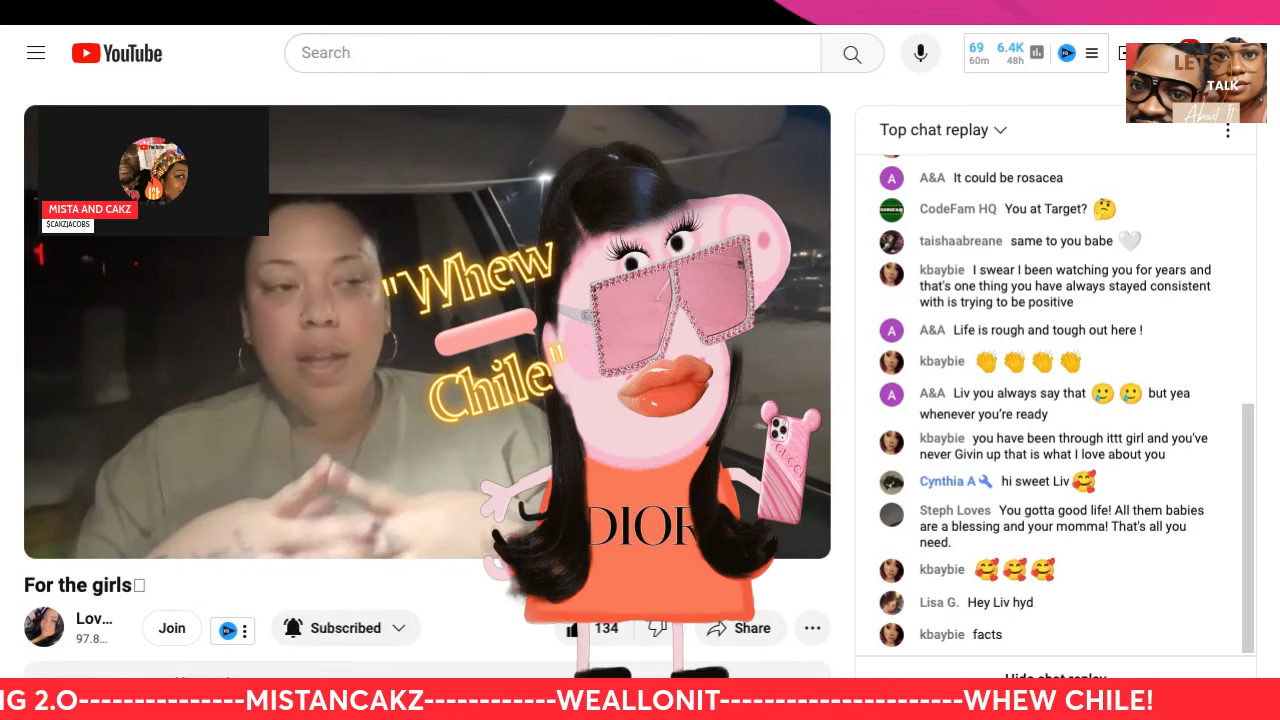 YouTube
Search
69 6.4K
60m 48h
LETS
TALK
About It
MISTA AND CAKZ
$CAKZJACOBS
"Whew
Chile"
GUCCI
DIOR
Top chat replay
A&A It could be rosacea
CodeFam HQ You at Target? 🤔
taishaabreane same to you babe 🤍
kbaybie I swear I been watching you for years and
that's one thing you have always stayed consistent
with is trying to be positive
A&A Life is rough and tough out here !
kbaybie 👏👏👏👏
A&A Liv you always say that 🥲 🥲 but yea
whenever you're ready
kbaybie you have been through ittt girl and you've
never Givin up that is what I love about you
Cynthia A hi sweet Liv🥰
Steph Loves You gotta good life! All them babies
are a blessing and your momma! That's all you
need.
kbaybie 🥰🥰🥰
Lisa G. Hey Liv hyd
kbaybie facts
Hide chat replay
For the girls
Lov...
97.8...
Join
Subscribed
134
Share
IG 2.O---------------MISTANCAKZ------------WEALLONIT----------------------WHEW CHILE!